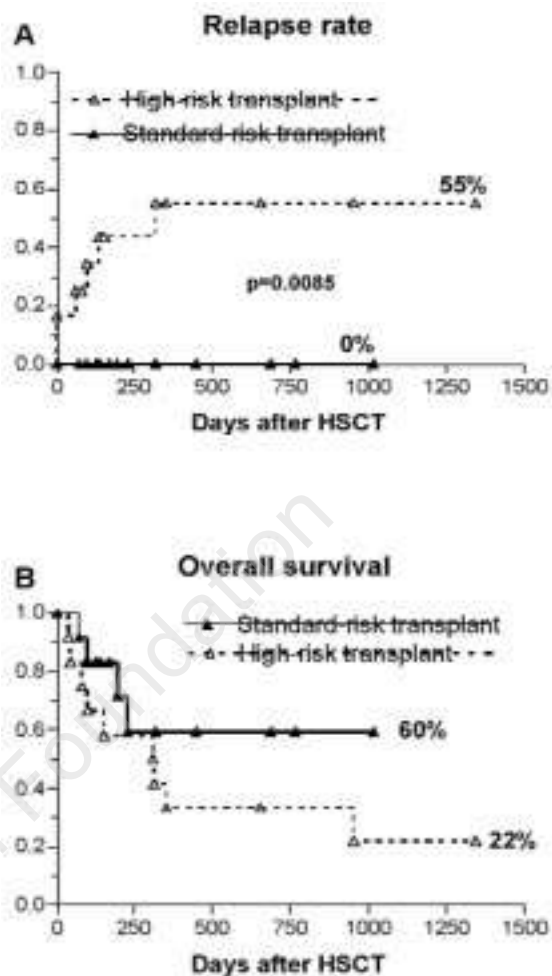 A
Relapse rate
1.0
0.8
0.6
0.4
0.2
0.0
High-risk transplant
Standard-risk transplant
55%
p=0.0085
0%
0 250 500 750 1000 1250 1500
Days after HSCT
B
Overall survival
1.0
0.8
0.6
0.4
0.2
0.0
Standard-risk transplant
High-risk transplant
60%
22%
0 250 500 750 1000 1250 1500
Days after HSCT
Foundation